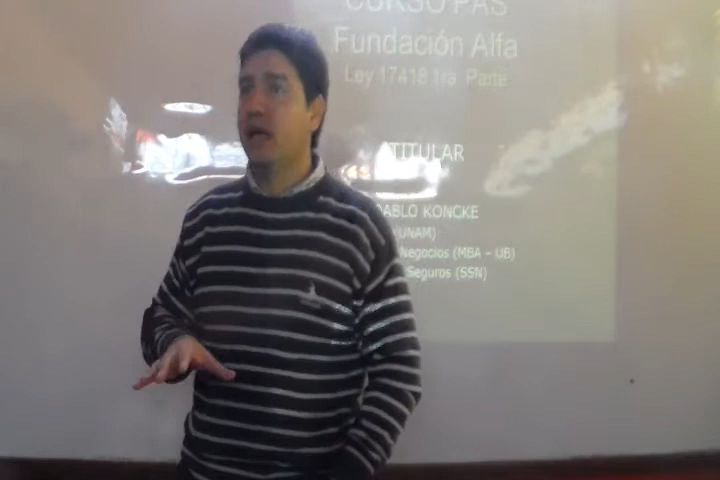 CURSO PAS
Fundación Alfa
Ley 17418 1ra Parte
TITULAR
PABLO KONCKE
(UNAM)
Negocios (MBA – UB)
Seguros (SSN)